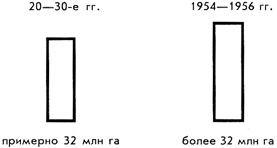 20—30-е гг.
1954—1956 гг.
примерно 32 млн га
более 32 млн га